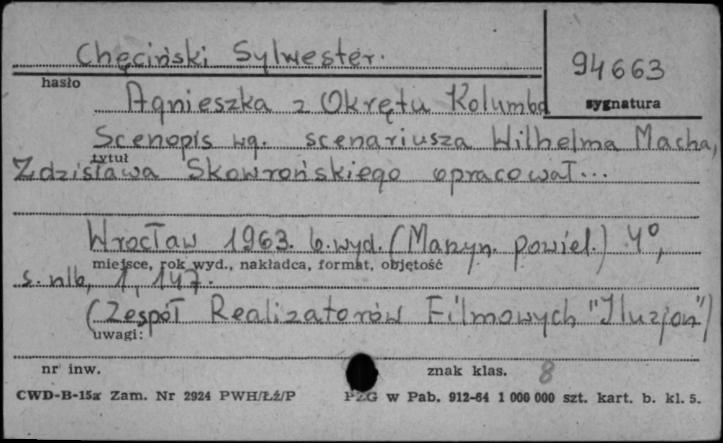 Chęciński Sylwester.
94663
hasło
sygnatura
Agnieszka z Okrętu Kolumba
Scenopis wg. scenariusza Wilhelma Macha,
tytuł
Zdzisława Skowrońskiego opracował...
Wrocław 1963. b.wyd. (Maszyn. powiel.) 4°,
miejsce, rok wyd., nakładca, format, objętość
s. nlb, 1, 147.
(Zespół Realizatorów Filmowych "Iluzjon")
uwagi:
nr inw.
znak klas. 8
CWD-B-15a Zam. Nr 2924 PWH/Łź/P PZG w Pab. 912-64 1 000 000 szt. kart. b. kl. 5.